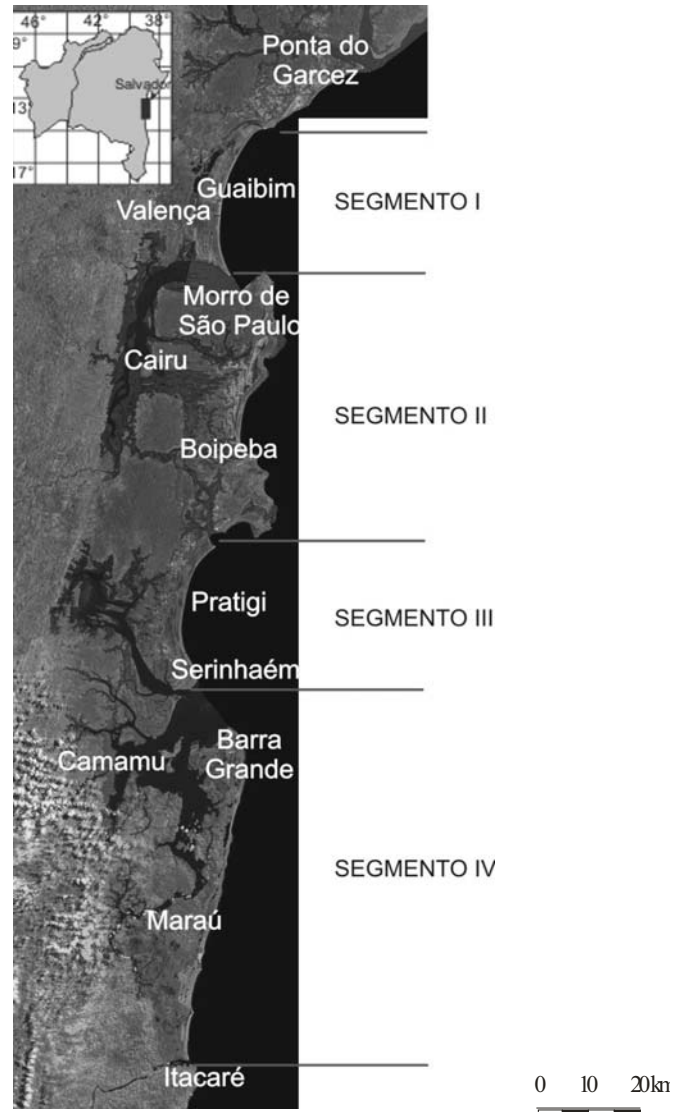 46° 42° 38°
9°
Salvador
13°
17°
Ponta do
Garcez
Guaibim
Valença
SEGMENTO I
Morro de
São Paulo
Cairu
SEGMENTO II
Boipeba
Pratigi
SEGMENTO III
Serinhaém
Barra
Grande
Camamu
SEGMENTO IV
Maraú
Itacaré
0 10 20km